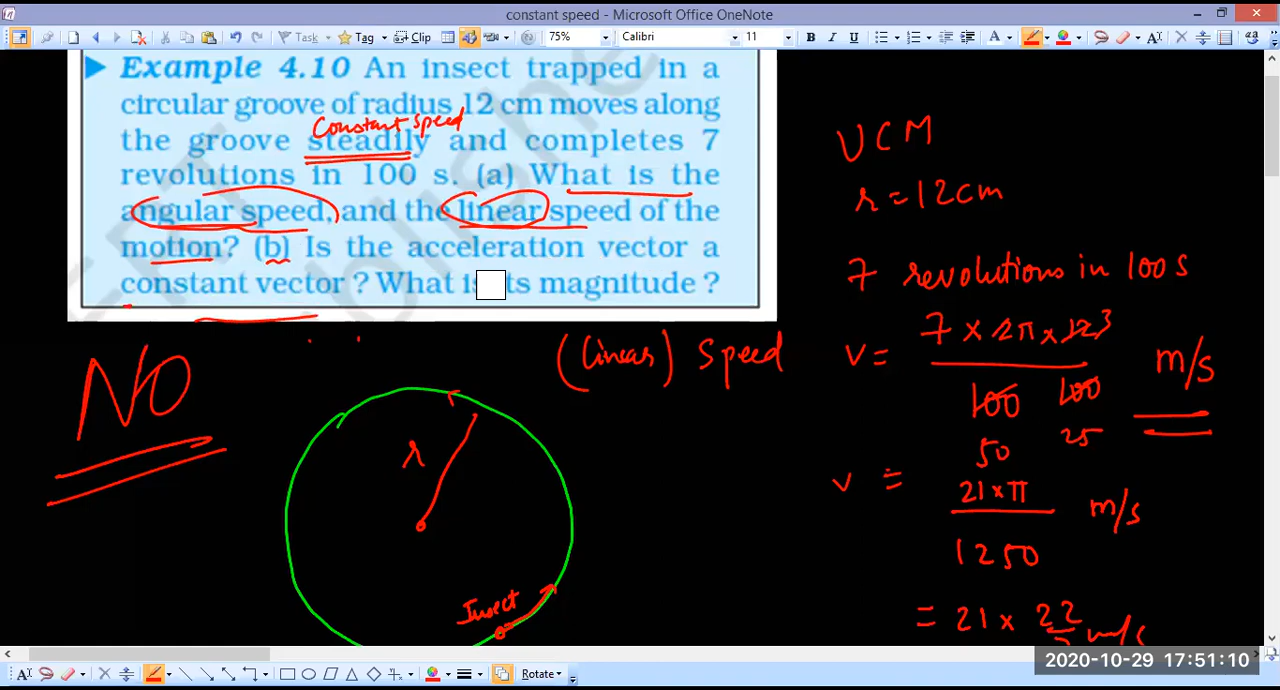 constant speed - Microsoft Office OneNote
Task Tag Clip 75% Calibri 11 B I U
Example 4.10 An insect trapped in a
circular groove of radius 12 cm moves along
Constant Speed
the groove steadily and completes 7
revolutions in 100 s. (a) What is the
angular speed, and the linear speed of the
motion? (b) Is the acceleration vector a
constant vector ? What is its magnitude ?
UCM
r = 12cm
7 revolutions in 100s
NO
(linear) Speed
v = 7 × 2π × 12 3 m/s
100 100
50 25
v = 21 × π m/s
1250
r
Insect
= 21 × 22 m/s
2020-10-29 17:51:10
Rotate